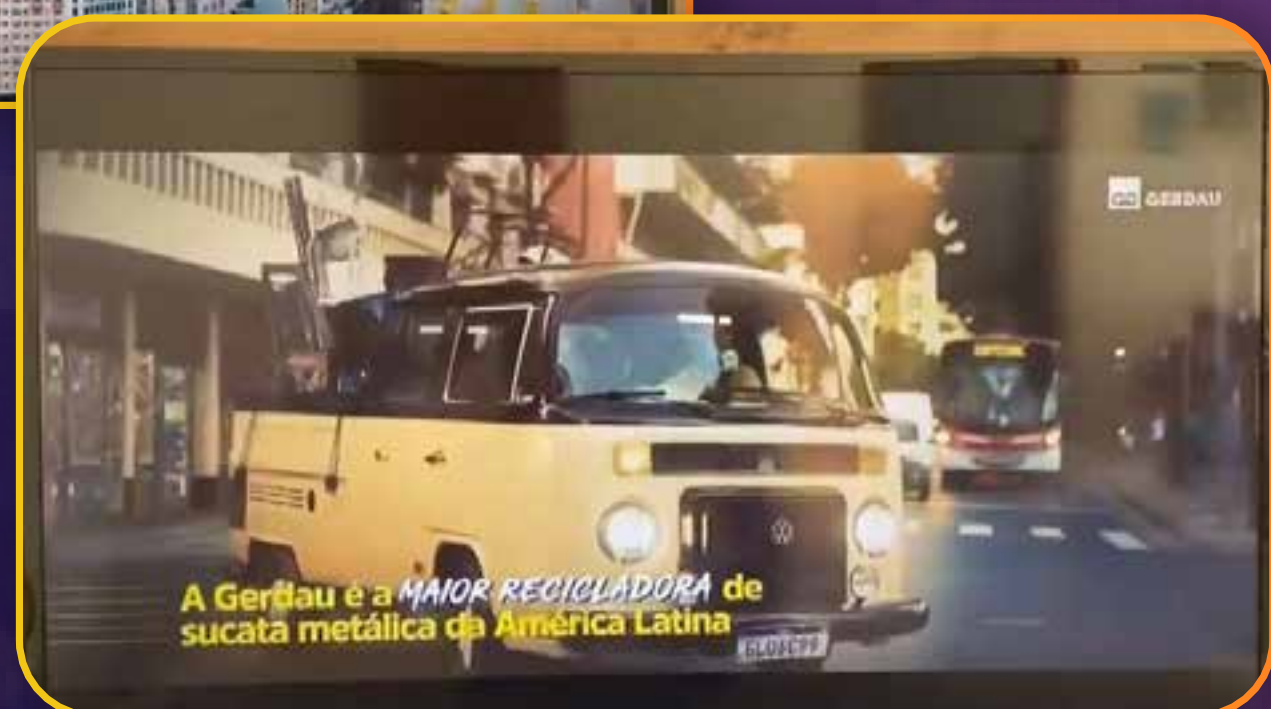 GERDAU
A Gerdau é a MAIOR RECICLADORA de
sucata metálica da América Latina